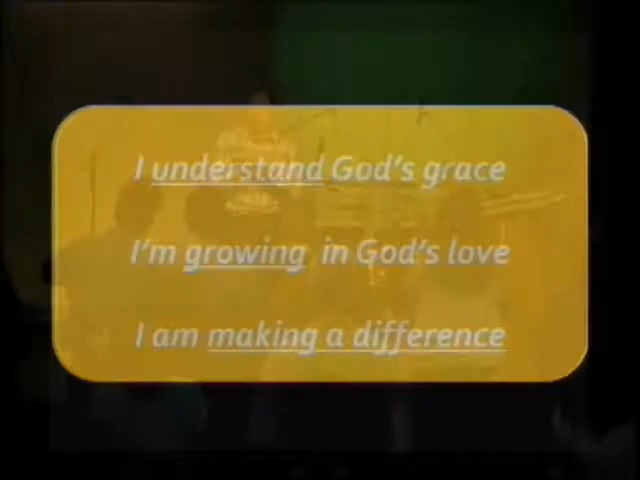 I understand God's grace
I'm growing in God's love
I am making a difference